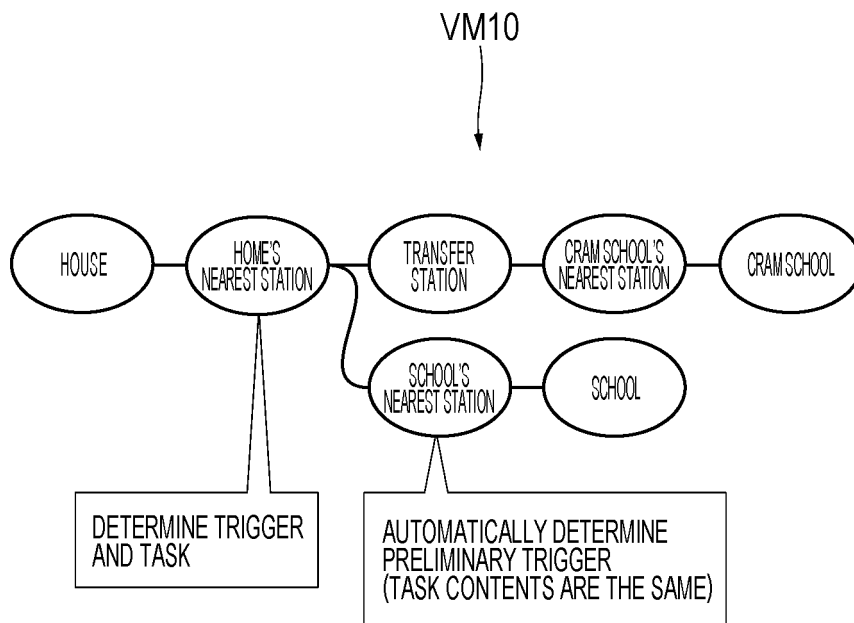 VM10
HOUSE
HOME'S
NEAREST STATION
TRANSFER
STATION
CRAM SCHOOL'S
NEAREST STATION
CRAM SCHOOL
SCHOOL'S
NEAREST STATION
SCHOOL
DETERMINE TRIGGER
AND TASK
AUTOMATICALLY DETERMINE
PRELIMINARY TRIGGER
(TASK CONTENTS ARE THE SAME)